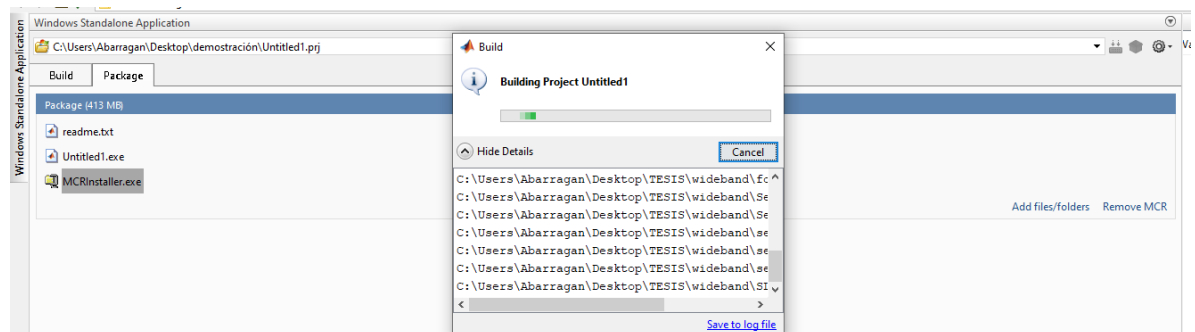 Windows Standalone Application
Windows Standalone Application
C:\Users\Abarragan\Desktop\demostración\Untitled1.prj
Build
Package
Package (413 MB)
readme.txt
Untitled1.exe
MCRInstaller.exe
Add files/folders Remove MCR
Build
Building Project Untitled1
Hide Details
Cancel
C:\Users\Abarragan\Desktop\TESIS\wideband\fc
C:\Users\Abarragan\Desktop\TESIS\wideband\Se
C:\Users\Abarragan\Desktop\TESIS\wideband\Se
C:\Users\Abarragan\Desktop\TESIS\wideband\se
C:\Users\Abarragan\Desktop\TESIS\wideband\se
C:\Users\Abarragan\Desktop\TESIS\wideband\se
C:\Users\Abarragan\Desktop\TESIS\wideband\SI
Save to log file